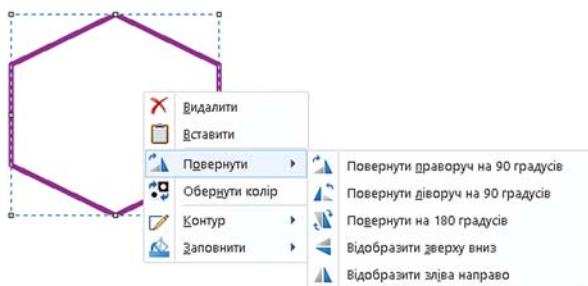 Видалити
Вставити
Повернути
Обернути колір
Контур
Заповнити
Повернути праворуч на 90 градусів
Повернути ліворуч на 90 градусів
Повернути на 180 градусів
Відобразити зверху вниз
Відобразити зліва направо